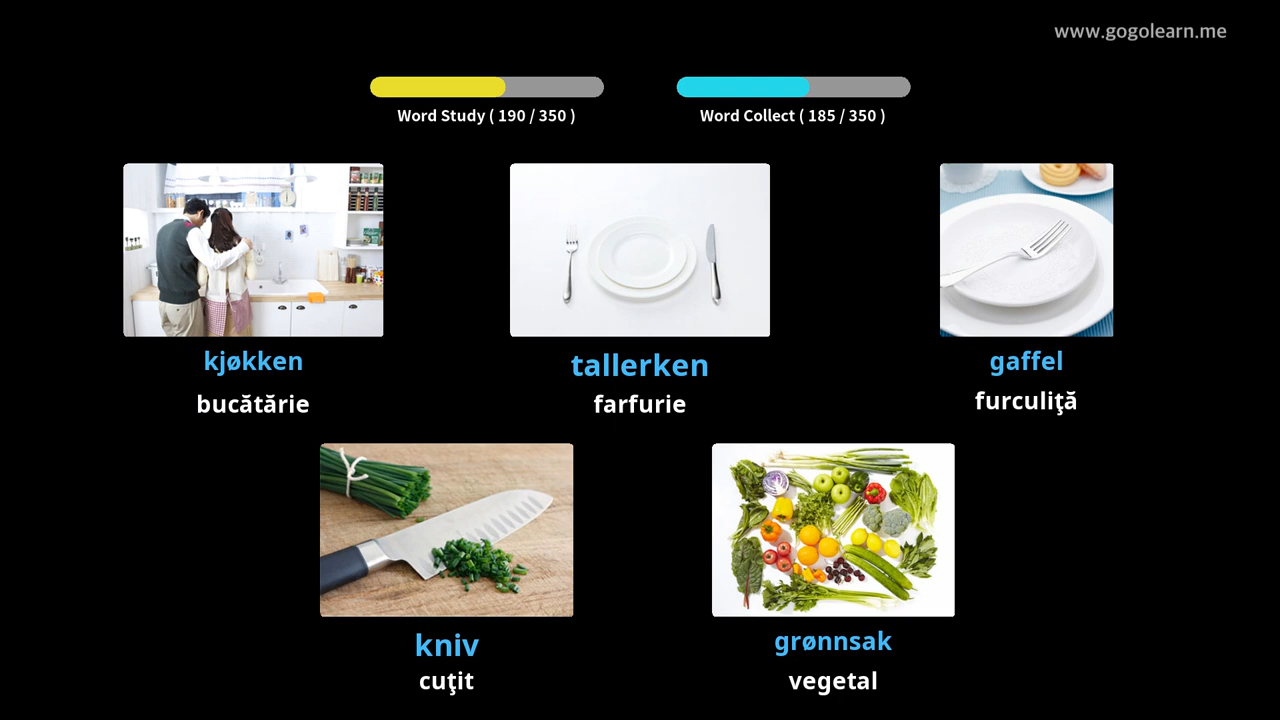 www.gogolearn.me
Word Study ( 190 / 350 )
Word Collect ( 185 / 350 )
kjøkken
bucătărie
tallerken
farfurie
gaffel
furculiţă
kniv
cuţit
grønnsak
vegetal